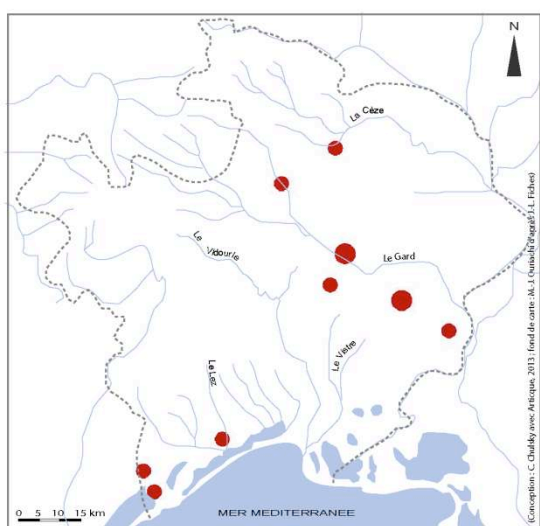 N
La Cèze
Le Vidourle
Le Gard
Le Vistre
Le Lez
0 5 10 15 km
MER MEDITERRANEE
(Conception : C. Chulsky avec Articque, 2013 ; fond de carte : M.-J. Ouriachi d'après J.-L. Fiches)